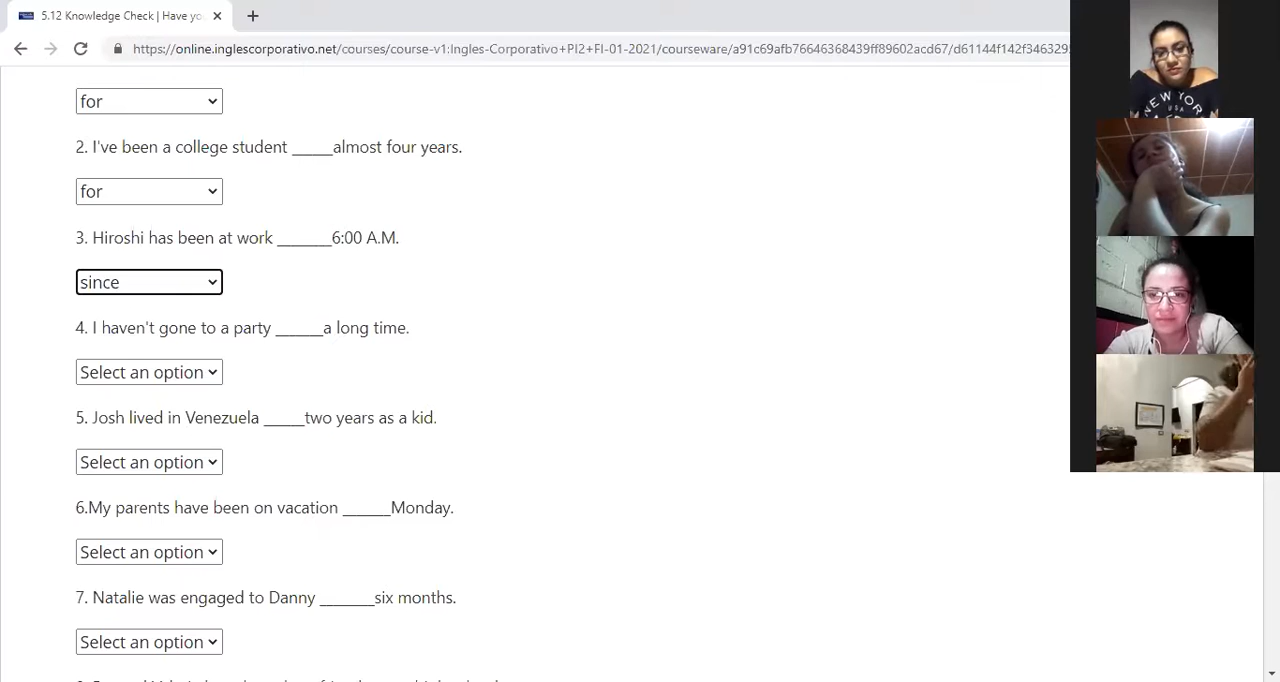 5.12 Knowledge Check | Have yo
https://online.inglescorporativo.net/courses/course-v1:Ingles-Corporativo+PI2+FI-01-2021/courseware/a91c69afb76646368439ff89602acd67/d61144f142f3463295
for
2. I've been a college student _____almost four years.
for
3. Hiroshi has been at work _______6:00 A.M.
since
4. I haven't gone to a party ______a long time.
Select an option
5. Josh lived in Venezuela _____two years as a kid.
Select an option
6.My parents have been on vacation ______Monday.
Select an option
7. Natalie was engaged to Danny _______six months.
Select an option
NEW YOR
USA